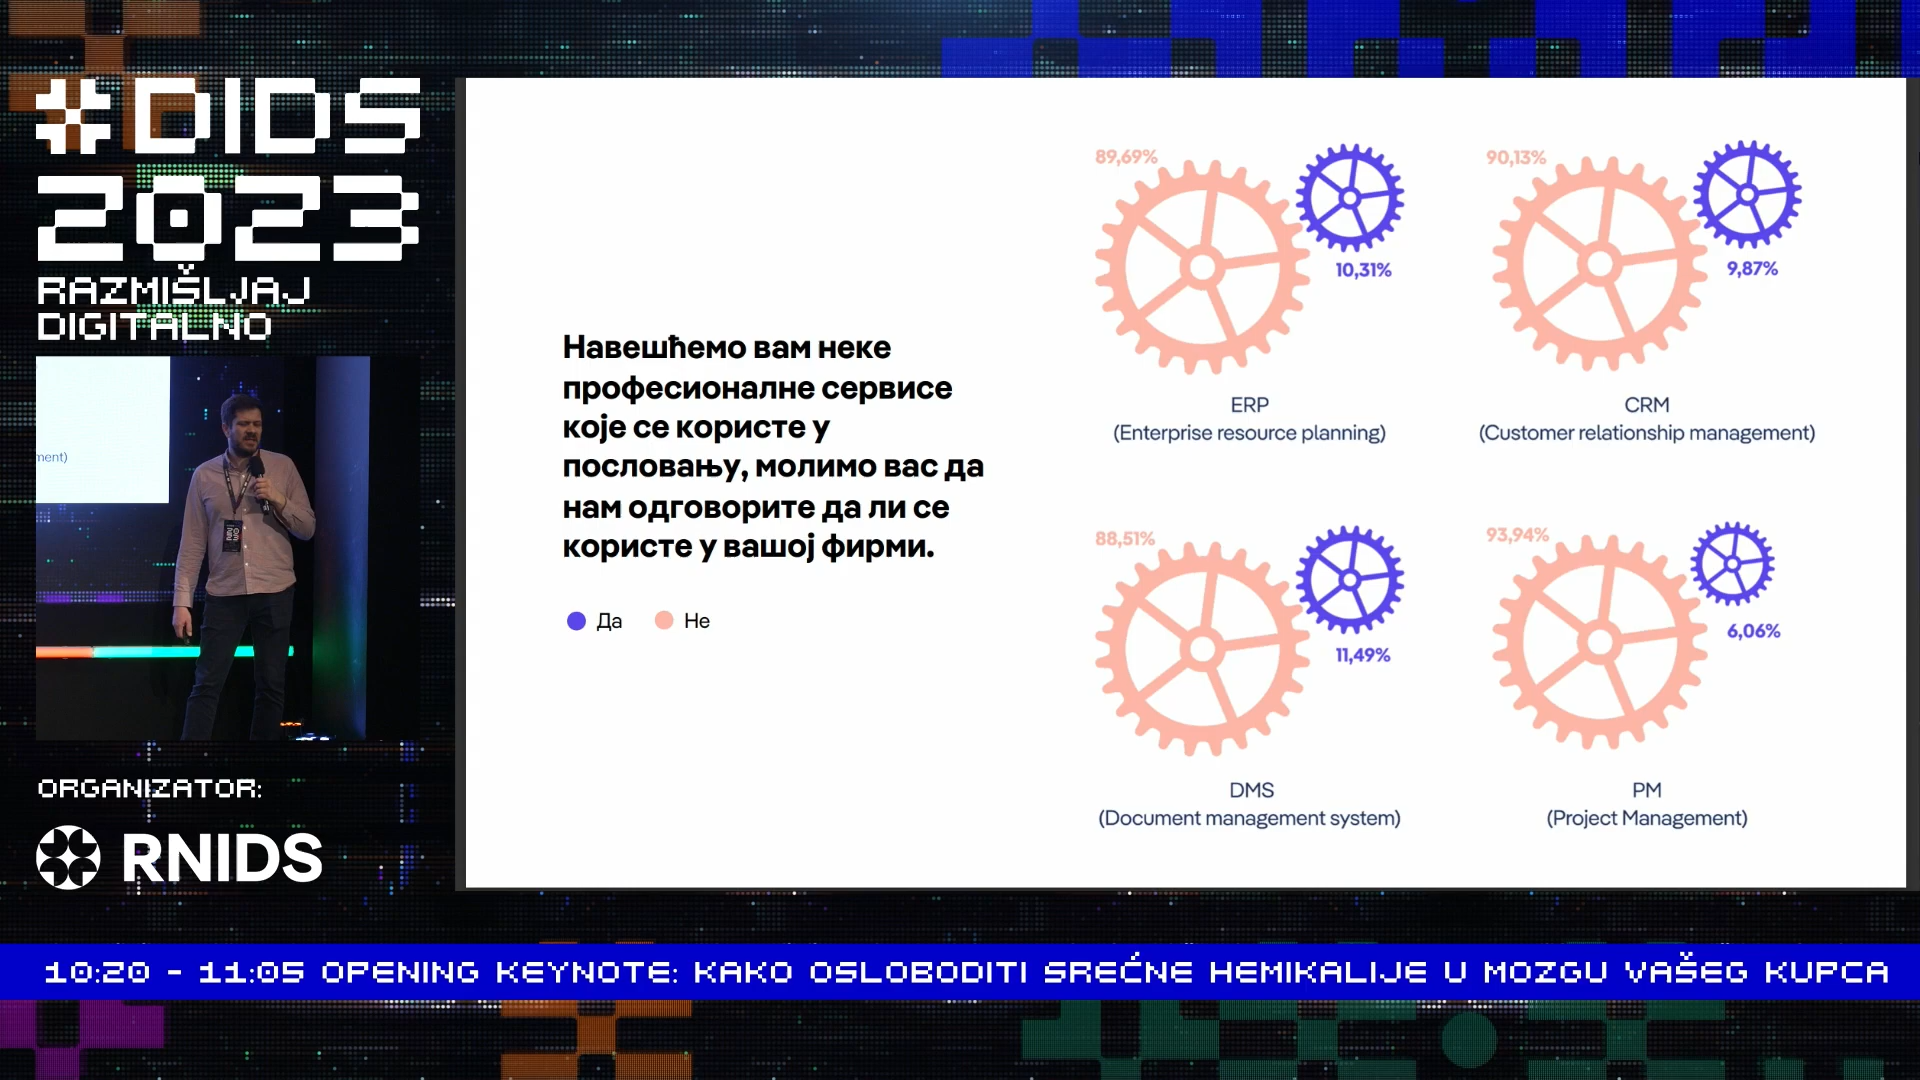 #DIDS
2023
RAZMIŠLJAJ
DIGITALNO
ment)
ORGANIZATOR:
RNIDS
Навешћемо вам неке
професионалне сервисе
које се користе у
пословању, молимо вас да
нам одговорите да ли се
користе у вашој фирми.
Да Не
89,69%
10,31%
ERP
(Enterprise resource planning)
90,13%
9,87%
CRM
(Customer relationship management)
88,51%
11,49%
DMS
(Document management system)
93,94%
6,06%
PM
(Project Management)
10:20 - 11:05 OPENING KEYNOTE: KAKO OSLOBODITI SREĆNE HEMIKALIJE U MOZGU VAŠEG KUPCA